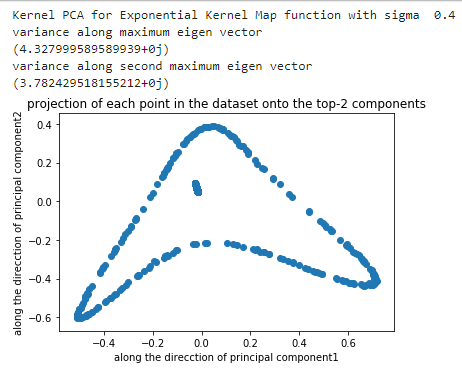 Kernel PCA for Exponential Kernel Map function with sigma  0.4
variance along maximum eigen vector
(4.327999589589939+0j)
variance along second maximum eigen vector
(3.782429518155212+0j)
projection of each point in the dataset onto the top-2 components
along the direcction of principal component2
0.4
0.2
0.0
−0.2
−0.4
−0.6
−0.4 −0.2 0.0 0.2 0.4 0.6
along the direcction of principal component1